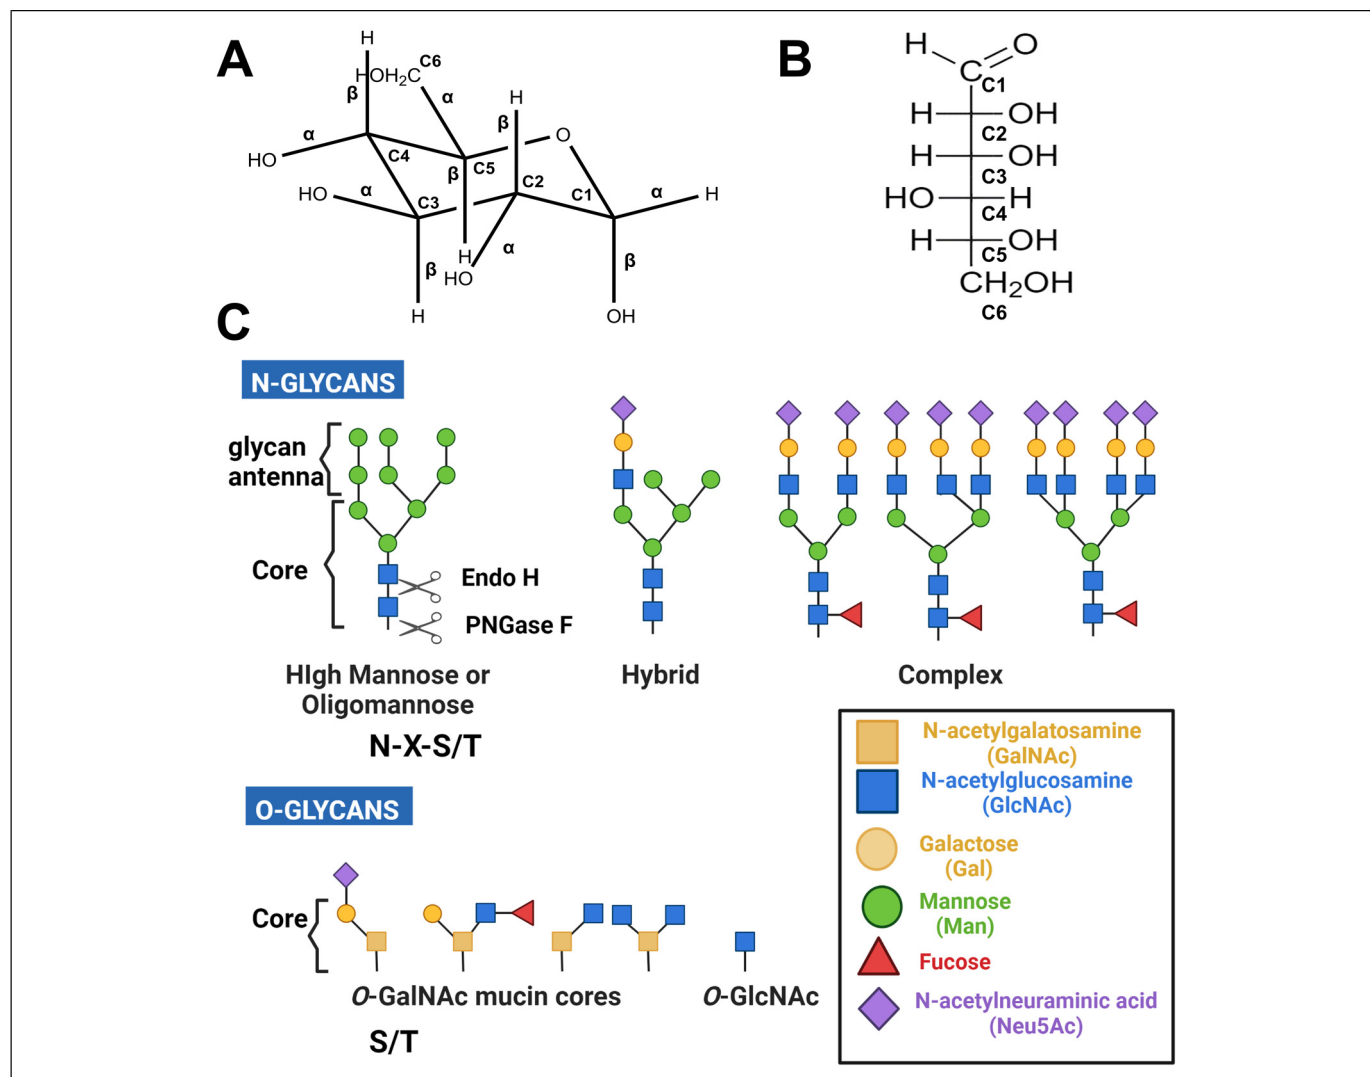 A
H
HOH₂C
C6
β
α
H
β
O
α
HO
C4
β
C5
C2
C1
α
H
HO
α
C3
H
HO
α
β
β
H
OH
B
H
O
C
C1
H OH
C2
H OH
C3
HO H
C4
H OH
C5
CH₂OH
C6
C
N-GLYCANS
glycan
antenna
Core
Endo H
PNGase F
HIgh Mannose or
Oligomannose
Hybrid
Complex
N-X-S/T
O-GLYCANS
Core
O-GalNAc mucin cores
O-GlcNAc
S/T
N-acetylgalatosamine
(GalNAc)
N-acetylglucosamine
(GlcNAc)
Galactose
(Gal)
Mannose
(Man)
Fucose
N-acetylneuraminic acid
(Neu5Ac)